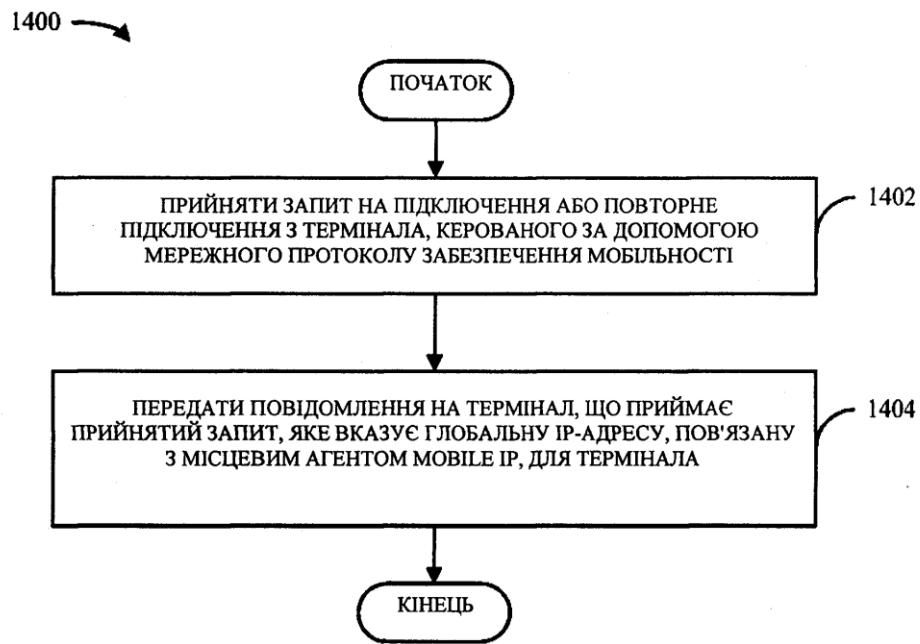 1400
ПОЧАТОК
ПРИЙНЯТИ ЗАПИТ НА ПІДКЛЮЧЕННЯ АБО ПОВТОРНЕ
ПІДКЛЮЧЕННЯ З ТЕРМІНАЛА, КЕРОВАНОГО ЗА ДОПОМОГОЮ
МЕРЕЖНОГО ПРОТОКОЛУ ЗАБЕЗПЕЧЕННЯ МОБІЛЬНОСТІ
1402
ПЕРЕДАТИ ПОВІДОМЛЕННЯ НА ТЕРМІНАЛ, ЩО ПРИЙМАЄ
ПРИЙНЯТИЙ ЗАПИТ, ЯКЕ ВКАЗУЄ ГЛОБАЛЬНУ IP-АДРЕСУ, ПОВ'ЯЗАНУ
З МІСЦЕВИМ АГЕНТОМ MOBILE IP, ДЛЯ ТЕРМІНАЛА
1404
КІНЕЦЬ